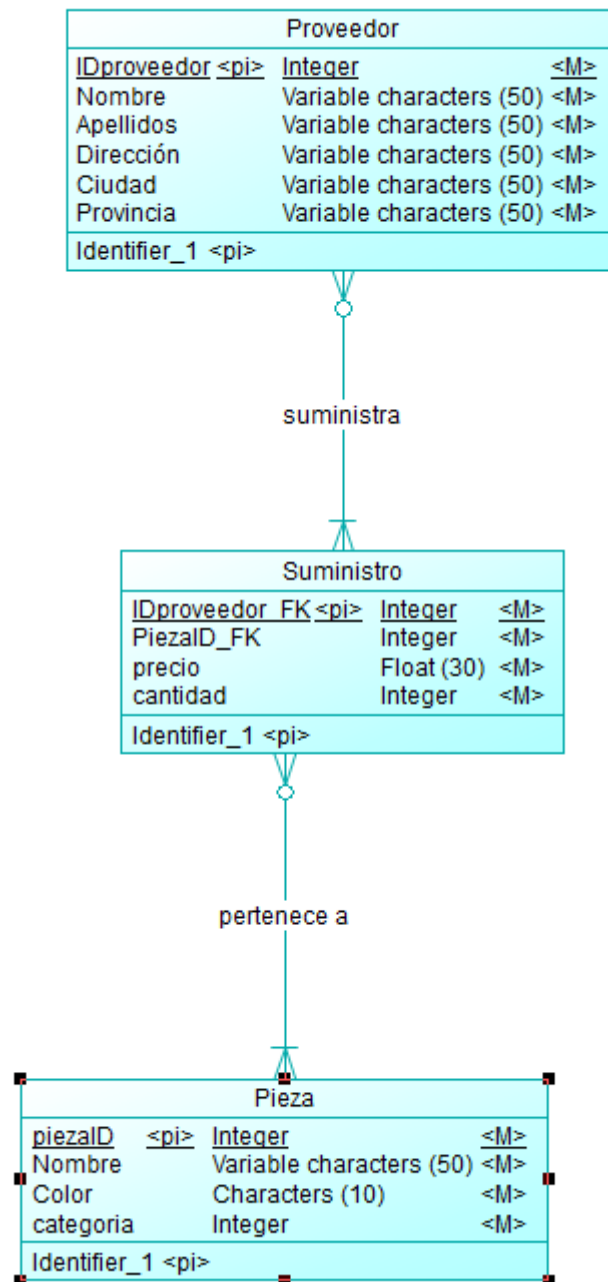 Proveedor
IDproveedor <pi> Integer <M>
Nombre Variable characters (50) <M>
Apellidos Variable characters (50) <M>
Dirección Variable characters (50) <M>
Ciudad Variable characters (50) <M>
Provincia Variable characters (50) <M>
Identifier_1 <pi>
suministra
Suministro
IDproveedor_FK <pi> Integer <M>
PiezaID_FK Integer <M>
precio Float (30) <M>
cantidad Integer <M>
Identifier_1 <pi>
pertenece a
Pieza
piezaID <pi> Integer <M>
Nombre Variable characters (50) <M>
Color Characters (10) <M>
categoria Integer <M>
Identifier_1 <pi>